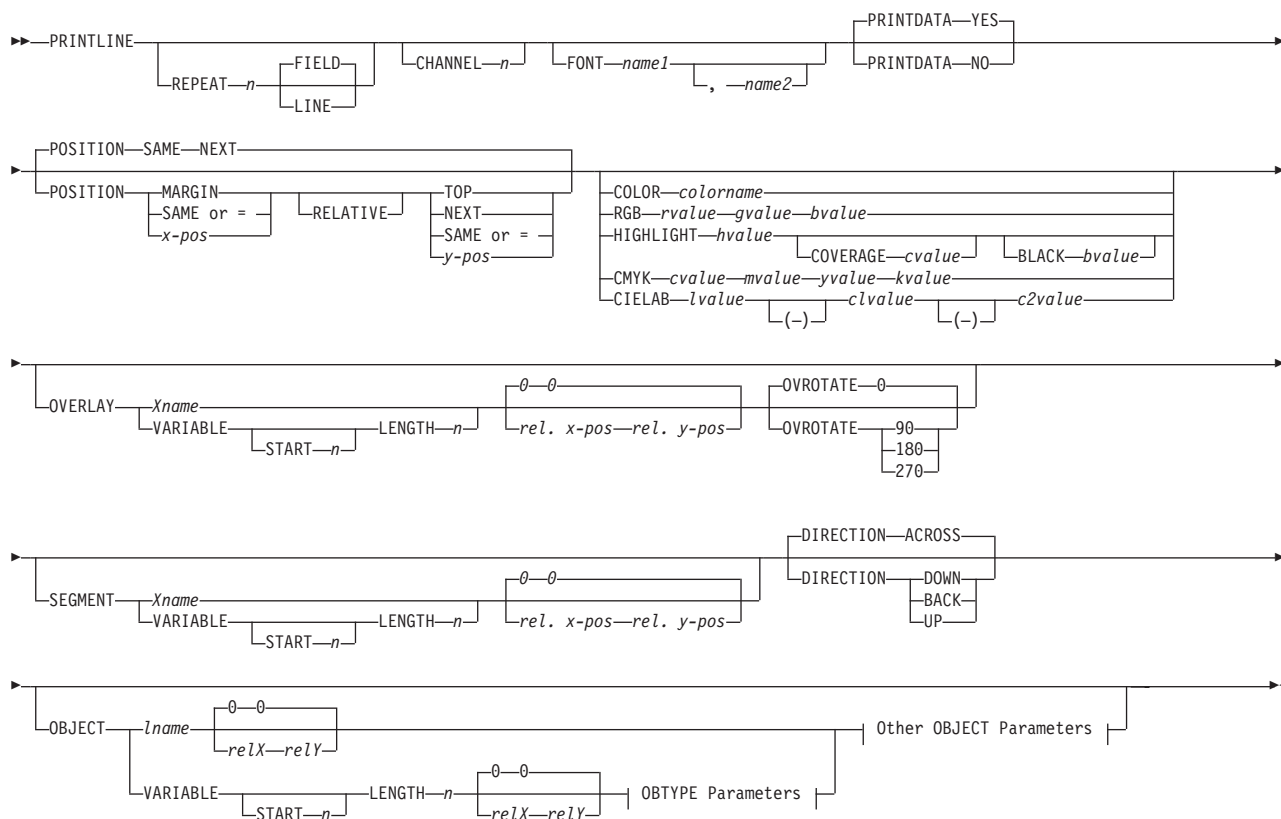 PRINTDATA YES
PRINTLINE
REPEAT n FIELD
LINE
CHANNEL n
FONT name1
, name2
PRINTDATA NO
POSITION SAME NEXT
POSITION MARGIN
SAME or =
x-pos
RELATIVE
TOP
NEXT
SAME or =
y-pos
COLOR colorname
RGB rvalue gvalue bvalue
HIGHLIGHT hvalue
COVERAGE cvalue
BLACK bvalue
CMYK cvalue mvalue yvalue kvalue
CIELAB lvalue (–) c1value (–) c2value
OVERLAY Xname
VARIABLE
START n
LENGTH n
0 0
rel. x-pos rel. y-pos
OVROTATE 0
OVROTATE 90
180
270
SEGMENT Xname
VARIABLE
START n
LENGTH n
0 0
rel. x-pos rel. y-pos
DIRECTION ACROSS
DIRECTION DOWN
BACK
UP
OBJECT lname
0 0
relX relY
Other OBJECT Parameters
VARIABLE
START n
LENGTH n
0 0
relX relY
OBTYPE Parameters